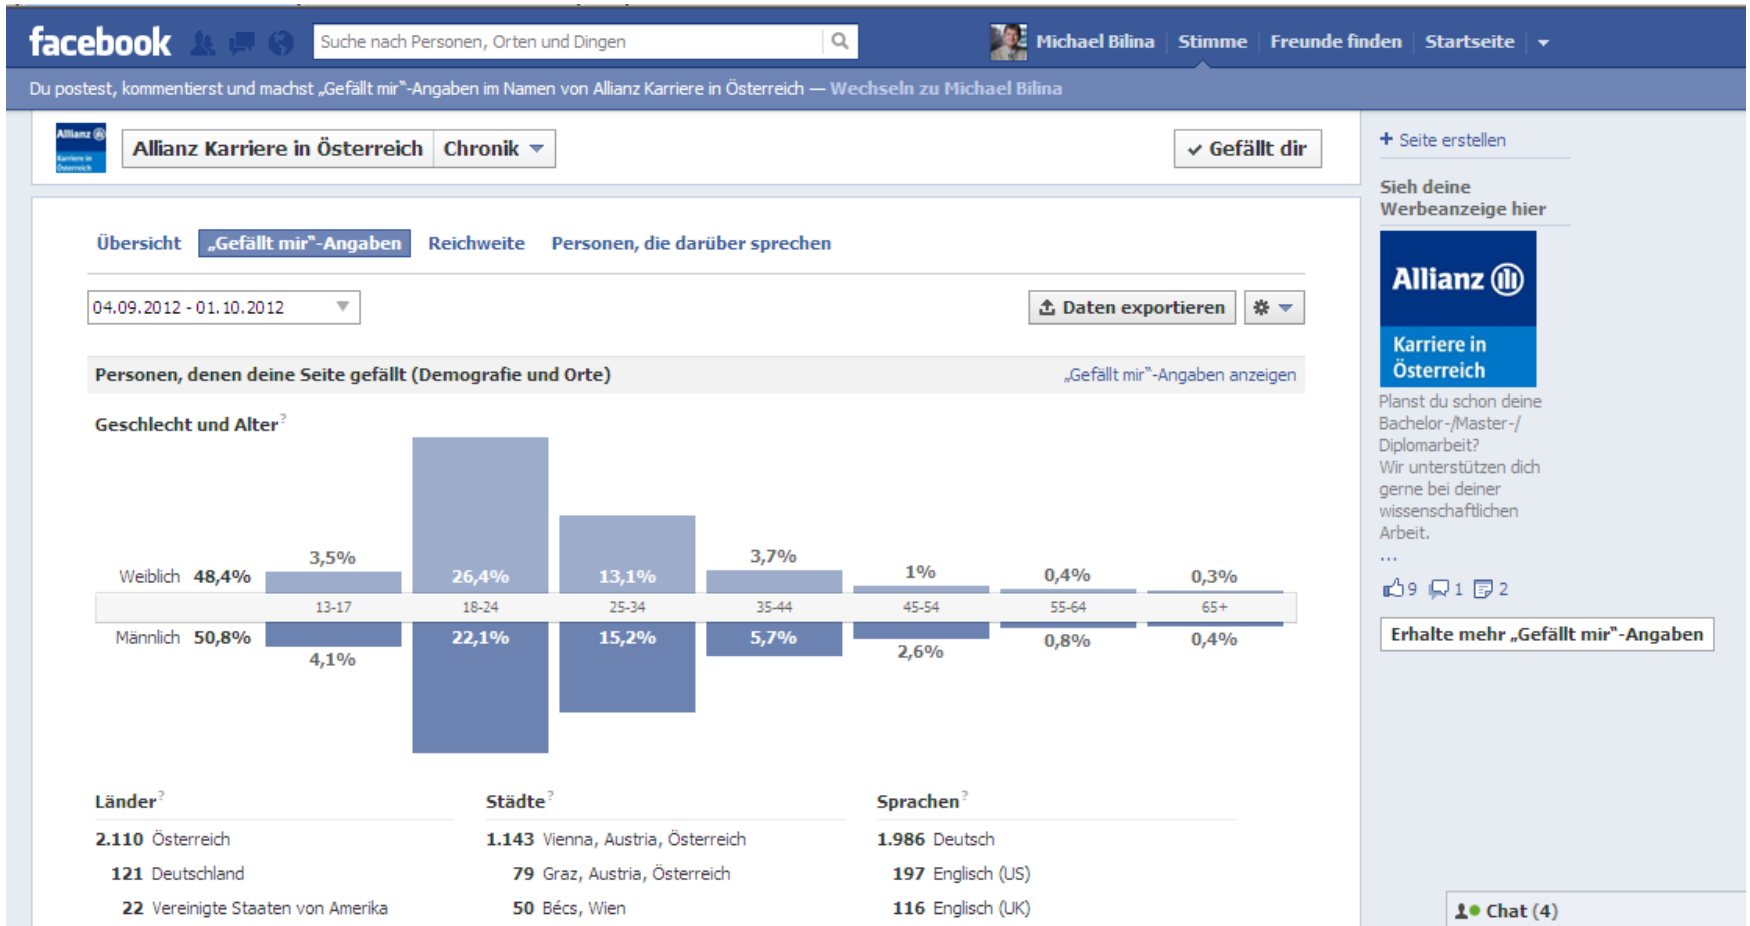 facebook
Suche nach Personen, Orten und Dingen
Michael Bilina
Stimme
Freunde finden
Startseite
Du postest, kommentierst und machst „Gefällt mir“-Angaben im Namen von Allianz Karriere in Österreich — Wechseln zu Michael Bilina
Allianz
Karriere in
Österreich
Allianz Karriere in Österreich
Chronik
Gefällt dir
+ Seite erstellen
Sieh deine
Werbeanzeige hier
Allianz
Karriere in
Österreich
Planst du schon deine
Bachelor-/Master-/
Diplomarbeit?
Wir unterstützen dich
gerne bei deiner
wissenschaftlichen
Arbeit.
...
9 1 2
Erhalte mehr „Gefällt mir“-Angaben
Übersicht
„Gefällt mir“-Angaben
Reichweite
Personen, die darüber sprechen
04.09.2012 - 01.10.2012
Daten exportieren
Personen, denen deine Seite gefällt (Demografie und Orte)
„Gefällt mir“-Angaben anzeigen
Geschlecht und Alter?
Weiblich 48,4% 3,5% 26,4% 13,1% 3,7% 1% 0,4% 0,3%
13-17 18-24 25-34 35-44 45-54 55-64 65+
Männlich 50,8% 4,1% 22,1% 15,2% 5,7% 2,6% 0,8% 0,4%
Länder?
2.110 Österreich
121 Deutschland
22 Vereinigte Staaten von Amerika
Städte?
1.143 Vienna, Austria, Österreich
79 Graz, Austria, Österreich
50 Bécs, Wien
Sprachen?
1.986 Deutsch
197 Englisch (US)
116 Englisch (UK)
Chat (4)